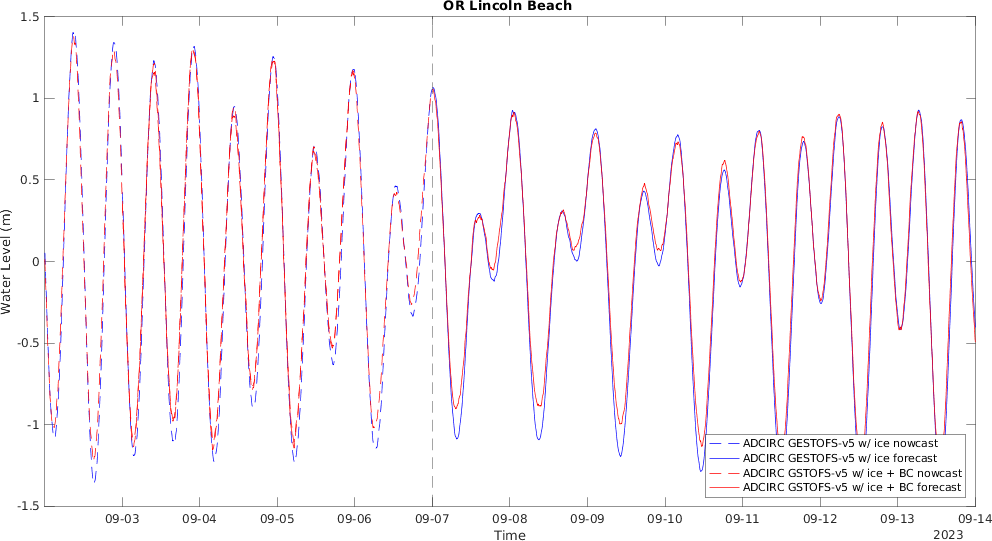 OR Lincoln Beach
1.5
1
0.5
0
-0.5
-1
-1.5
Water Level (m)
09-03 09-04 09-05 09-06 09-07 09-08 09-09 09-10 09-11 09-12 09-13 09-14
Time
2023
ADCIRC GESTOFS-v5 w/ ice nowcast
ADCIRC GESTOFS-v5 w/ ice forecast
ADCIRC GSTOFS-v5 w/ ice + BC nowcast
ADCIRC GSTOFS-v5 w/ ice + BC forecast